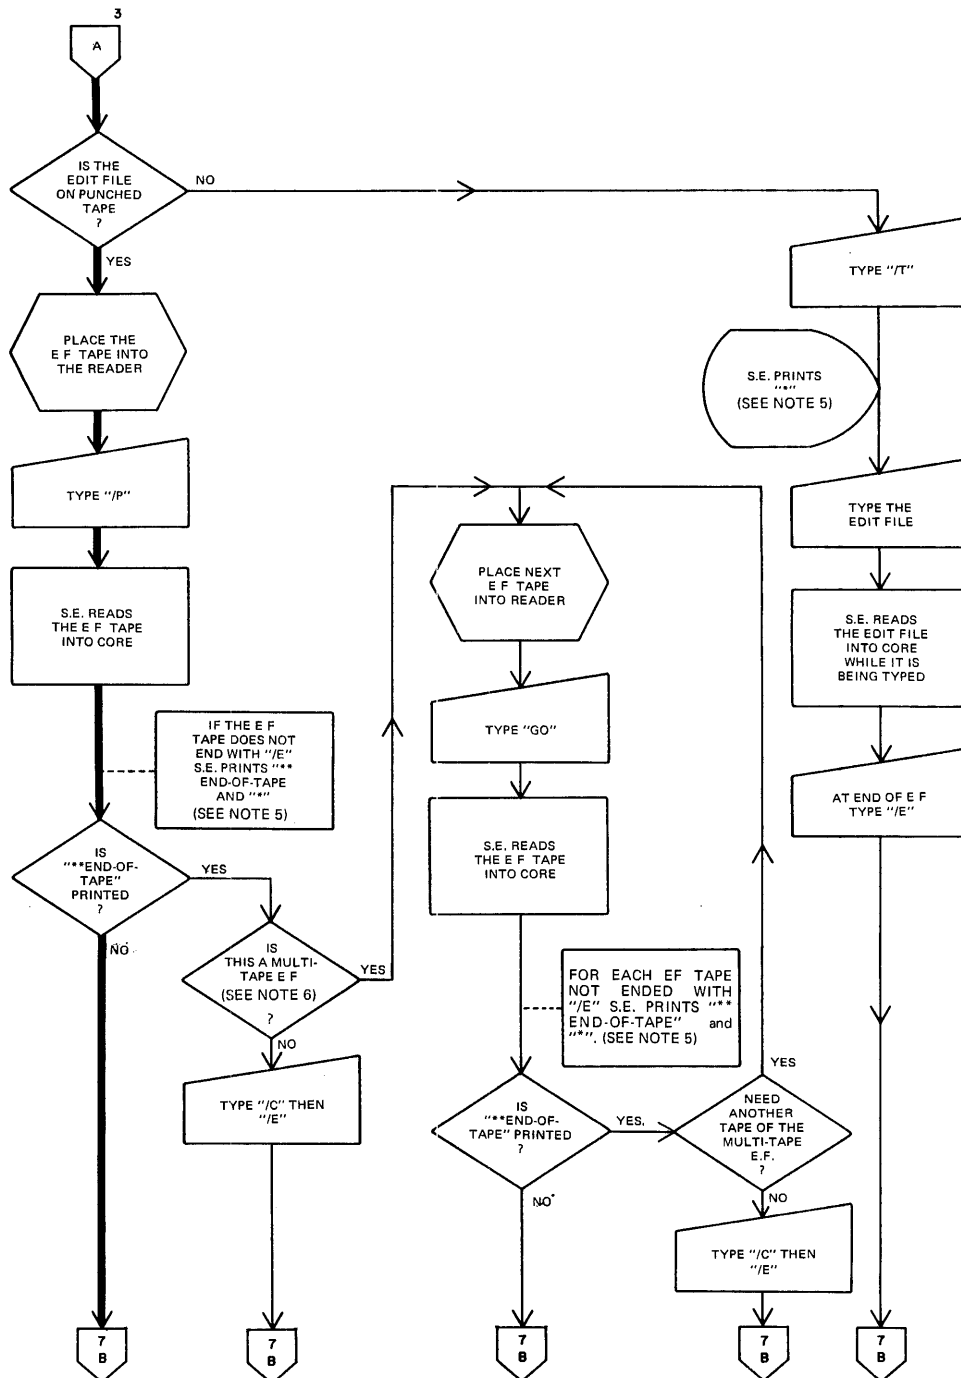 3
A
IS THE
EDIT FILE
ON PUNCHED
TAPE
?
NO
YES
PLACE THE
E F TAPE INTO
THE READER
TYPE "/P"
S.E. READS
THE E F TAPE
INTO CORE
IF THE E F
TAPE DOES NOT
END WITH "/E"
S.E. PRINTS "**
END-OF-TAPE
AND "*"
(SEE NOTE 5)
IS
"**END-OF-
TAPE"
PRINTED
?
YES
NO
IS
THIS A MULTI-
TAPE E F
(SEE NOTE 6)
?
YES
NO
TYPE "/C" THEN
"/E"
PLACE NEXT
E F TAPE
INTO READER
TYPE "GO"
S.E. READS
THE E F TAPE
INTO CORE
FOR EACH EF TAPE
NOT ENDED WITH
"/E" S.E. PRINTS "**
END-OF-TAPE" and
"*". (SEE NOTE 5)
IS
"**END-OF-
TAPE" PRINTED
?
YES.
NO
NEED
ANOTHER
TAPE OF THE
MULTI-TAPE
E.F.
?
YES
NO
TYPE "/C" THEN
"/E"
TYPE "/T"
S.E. PRINTS
"*"
(SEE NOTE 5)
TYPE THE
EDIT FILE
S.E. READS
THE EDIT FILE
INTO CORE
WHILE IT IS
BEING TYPED
AT END OF E F
TYPE "/E"
7
B
7
B
7
B
7
B
7
B